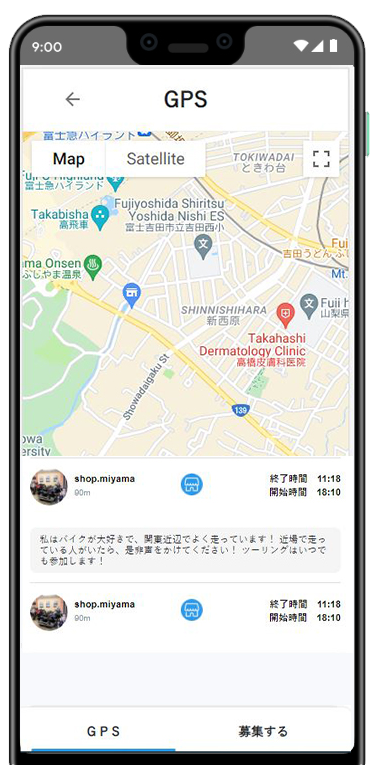 9:00
GPS
富士急ハイランド
Map
Satellite
TOKIWADAI
ときわ台
Fuji-Q Highland
富士急ハイランド
Takabisha
高飛車
Fujiyoshida Shiritsu
Yoshida Nishi ES
富士吉田市立吉田西小
Fu
吉田うどん ふ
Mt.
ma Onsen
ふじやま温泉
SHINNISHIHARA
新西原
Fuji h
山梨県
Takahashi
Dermatology Clinic
高橋皮膚科医院
Showadaigaku St
139
owa
ersity
shop.miyama
90m
終了時間 11:18
開始時間 18:10
私はバイクが大好きで、関東近辺でよく走っています！ 近場で走っ
ている人がいたら、是非声をかけてください！ ツーリングはいつで
も参加します！
shop.miyama
90m
終了時間 11:18
開始時間 18:10
ＧＰＳ
募集する